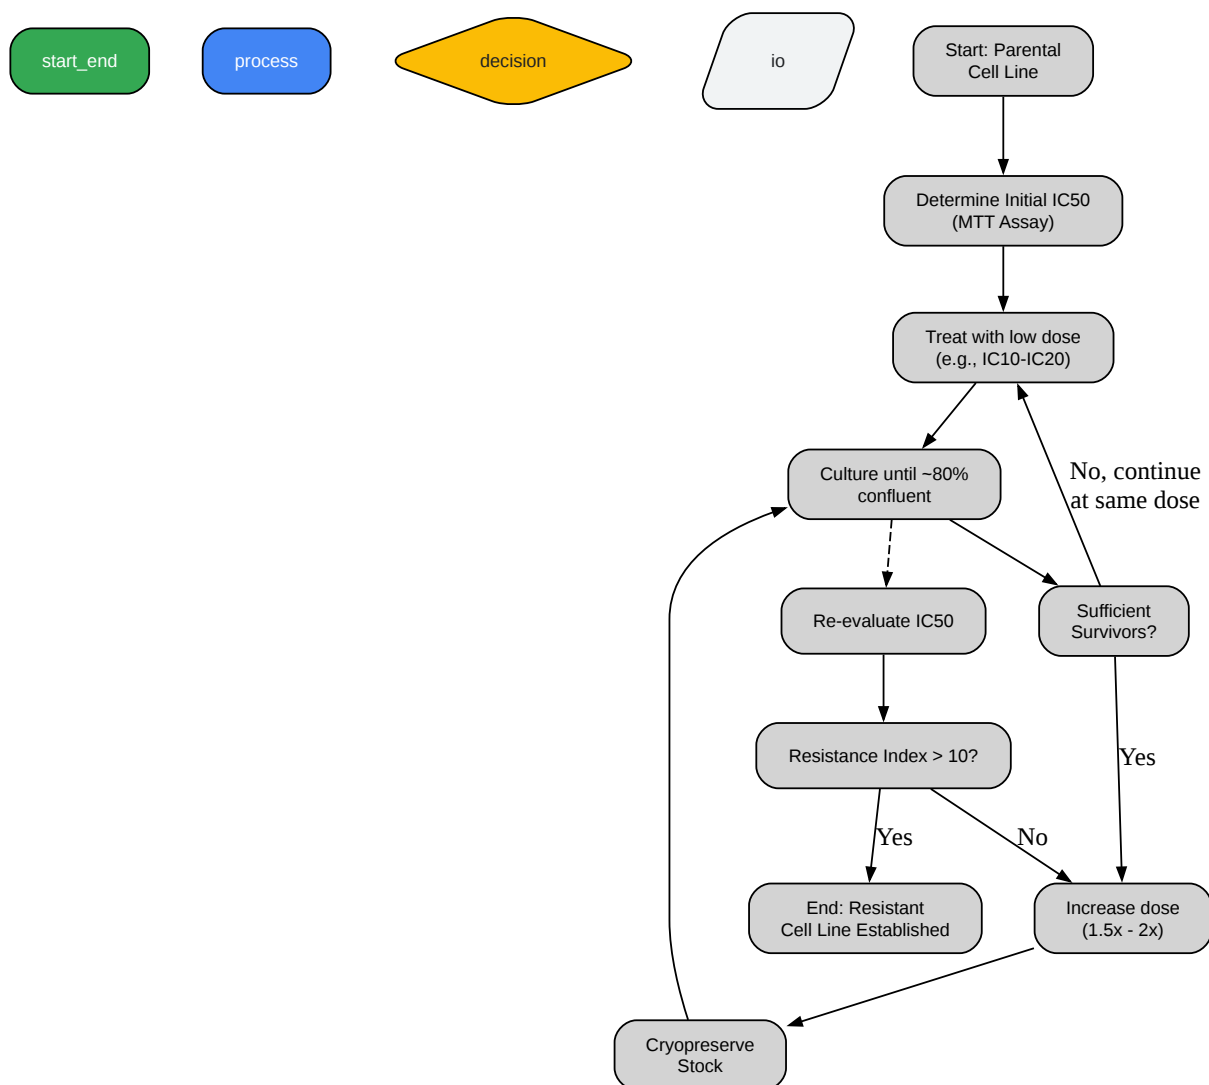 start_end
process
decision
io
Start: Parental
Cell Line
Determine Initial IC50
(MTT Assay)
Treat with low dose
(e.g., IC10-IC20)
Culture until ~80%
confluent
No, continue
at same dose
Re-evaluate IC50
Sufficient
Survivors?
Resistance Index > 10?
Yes
Yes
No
End: Resistant
Cell Line Established
Increase dose
(1.5x - 2x)
Cryopreserve
Stock